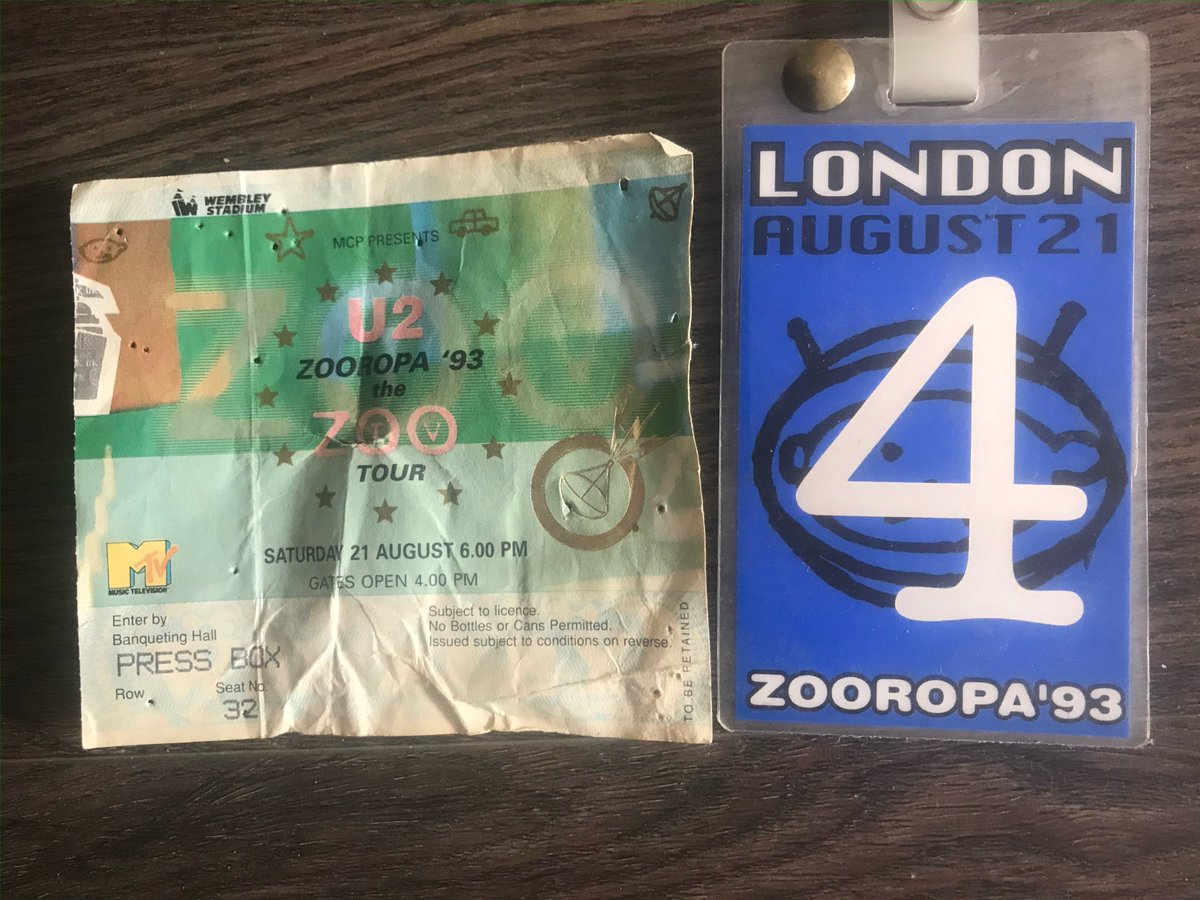 WEMBLEY
STADIUM
MCP PRESENTS
ZOO
U2
ZOOROPA '93
the
ZOO
TV
TOUR
SATURDAY 21 AUGUST 6.00 PM
GATES OPEN 4.00 PM
MTV
MUSIC TELEVISION
Enter by
Banqueting Hall
PRESS BOX
Row
Seat No.
32
Subject to licence.
No Bottles or Cans Permitted.
Issued subject to conditions on reverse.
TO BE RETAINED
LONDON
AUGUST 21
4
ZOOROPA'93